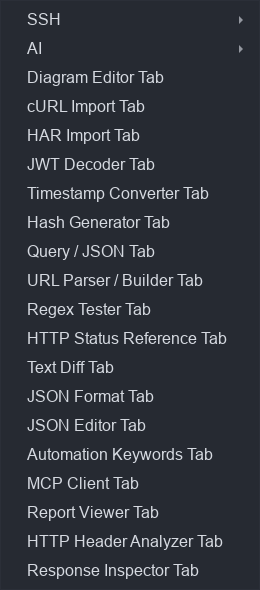 SSH
AI
Diagram Editor Tab
cURL Import Tab
HAR Import Tab
JWT Decoder Tab
Timestamp Converter Tab
Hash Generator Tab
Query / JSON Tab
URL Parser / Builder Tab
Regex Tester Tab
HTTP Status Reference Tab
Text Diff Tab
JSON Format Tab
JSON Editor Tab
Automation Keywords Tab
MCP Client Tab
Report Viewer Tab
HTTP Header Analyzer Tab
Response Inspector Tab